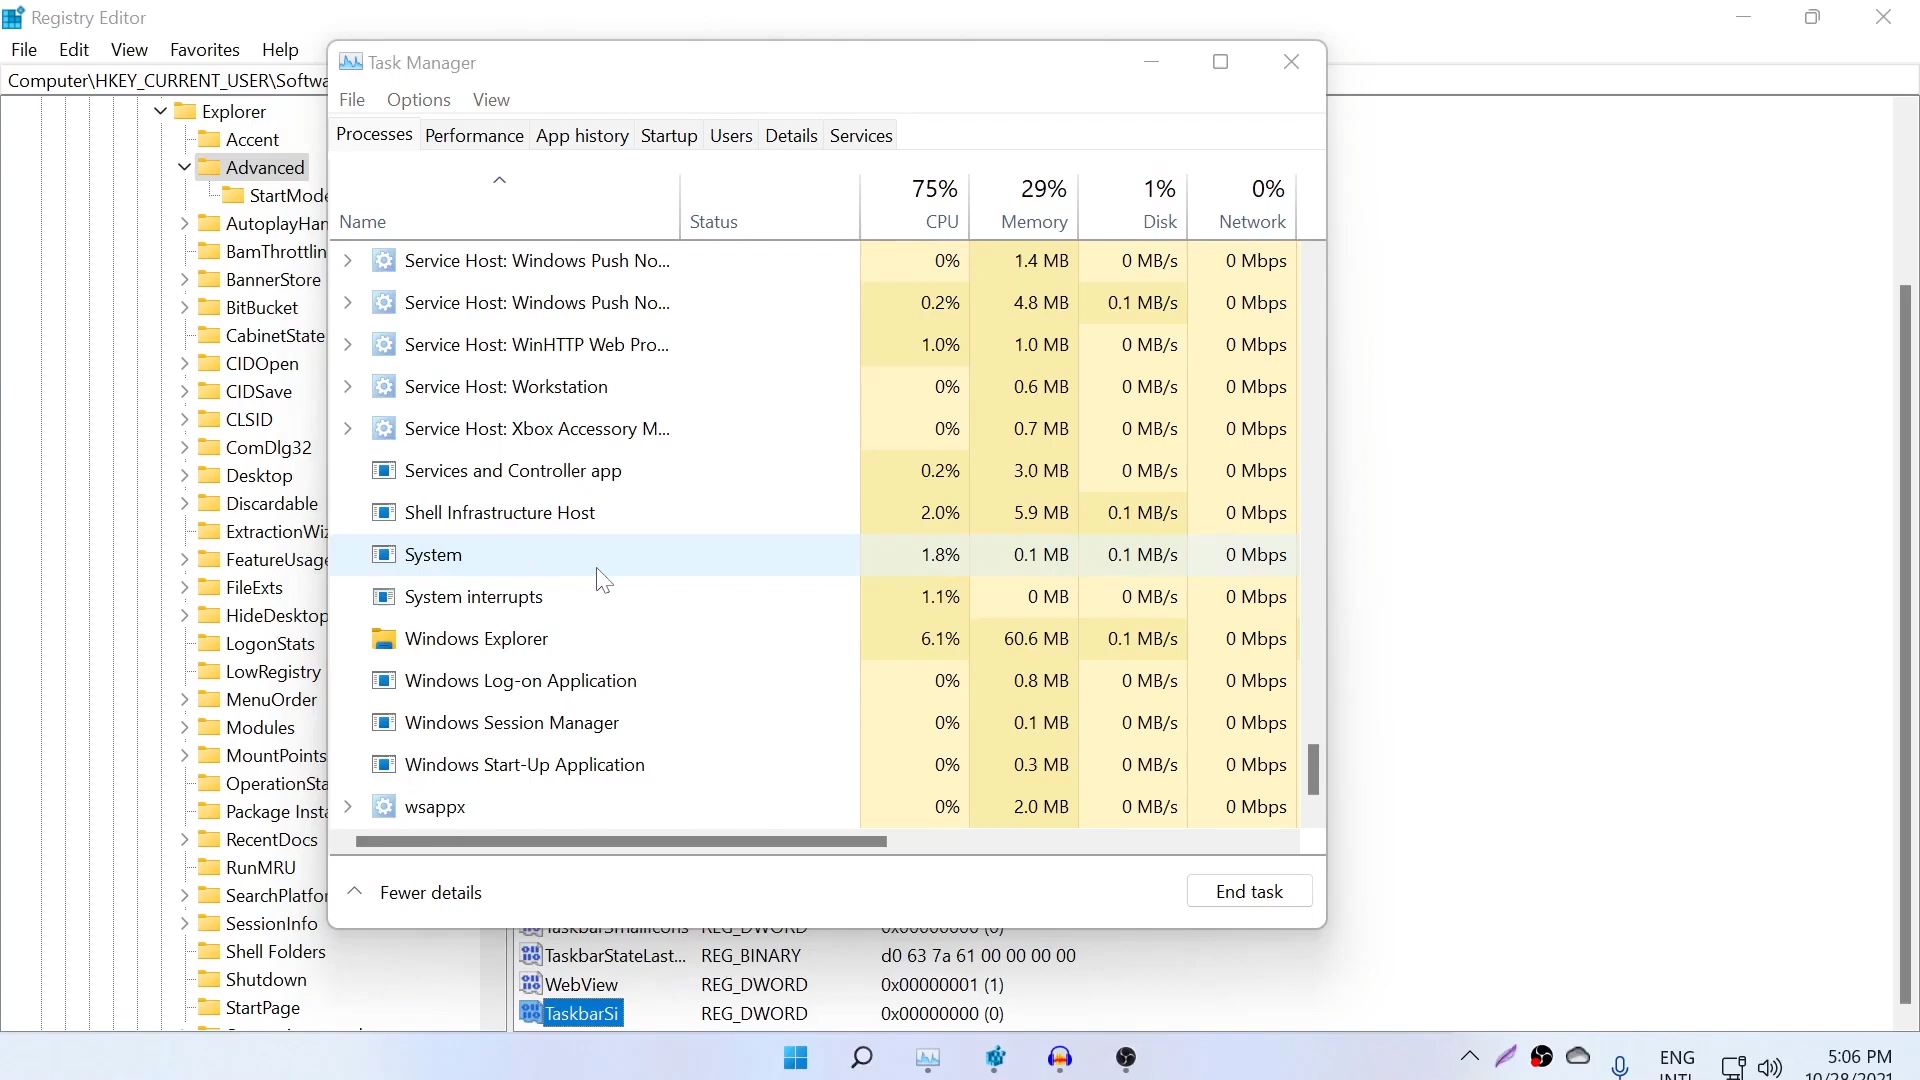 Registry Editor
File Edit View Favorites Help
Computer\HKEY_CURRENT_USER\Softwa
Explorer
Accent
Advanced
StartMode
AutoplayHan
BamThrottlin
BannerStore
BitBucket
CabinetState
CIDOpen
CIDSave
CLSID
ComDlg32
Desktop
Discardable
ExtractionWiz
FeatureUsage
FileExts
HideDesktop
LogonStats
LowRegistry
MenuOrder
Modules
MountPoints
OperationSta
Package Insta
RecentDocs
RunMRU
SearchPlatfor
SessionInfo
Shell Folders
Shutdown
StartPage
Task Manager
File Options View
Processes Performance App history Startup Users Details Services
75% 29% 1% 0%
Name Status CPU Memory Disk Network
Service Host: Windows Push No... 0% 1.4 MB 0 MB/s 0 Mbps
Service Host: Windows Push No... 0.2% 4.8 MB 0.1 MB/s 0 Mbps
Service Host: WinHTTP Web Pro... 1.0% 1.0 MB 0 MB/s 0 Mbps
Service Host: Workstation 0% 0.6 MB 0 MB/s 0 Mbps
Service Host: Xbox Accessory M... 0% 0.7 MB 0 MB/s 0 Mbps
Services and Controller app 0.2% 3.0 MB 0 MB/s 0 Mbps
Shell Infrastructure Host 2.0% 5.9 MB 0.1 MB/s 0 Mbps
System 1.8% 0.1 MB 0.1 MB/s 0 Mbps
System interrupts 1.1% 0 MB 0 MB/s 0 Mbps
Windows Explorer 6.1% 60.6 MB 0.1 MB/s 0 Mbps
Windows Log-on Application 0% 0.8 MB 0 MB/s 0 Mbps
Windows Session Manager 0% 0.1 MB 0 MB/s 0 Mbps
Windows Start-Up Application 0% 0.3 MB 0 MB/s 0 Mbps
wsappx 0% 2.0 MB 0 MB/s 0 Mbps
Fewer details End task
TaskbarSmallIcons REG_DWORD 0x00000000 (0)
TaskbarStateLast... REG_BINARY d0 63 7a 61 00 00 00 00
WebView REG_DWORD 0x00000001 (1)
TaskbarSi REG_DWORD 0x00000000 (0)
ENG
INTL
5:06 PM
10/28/2021